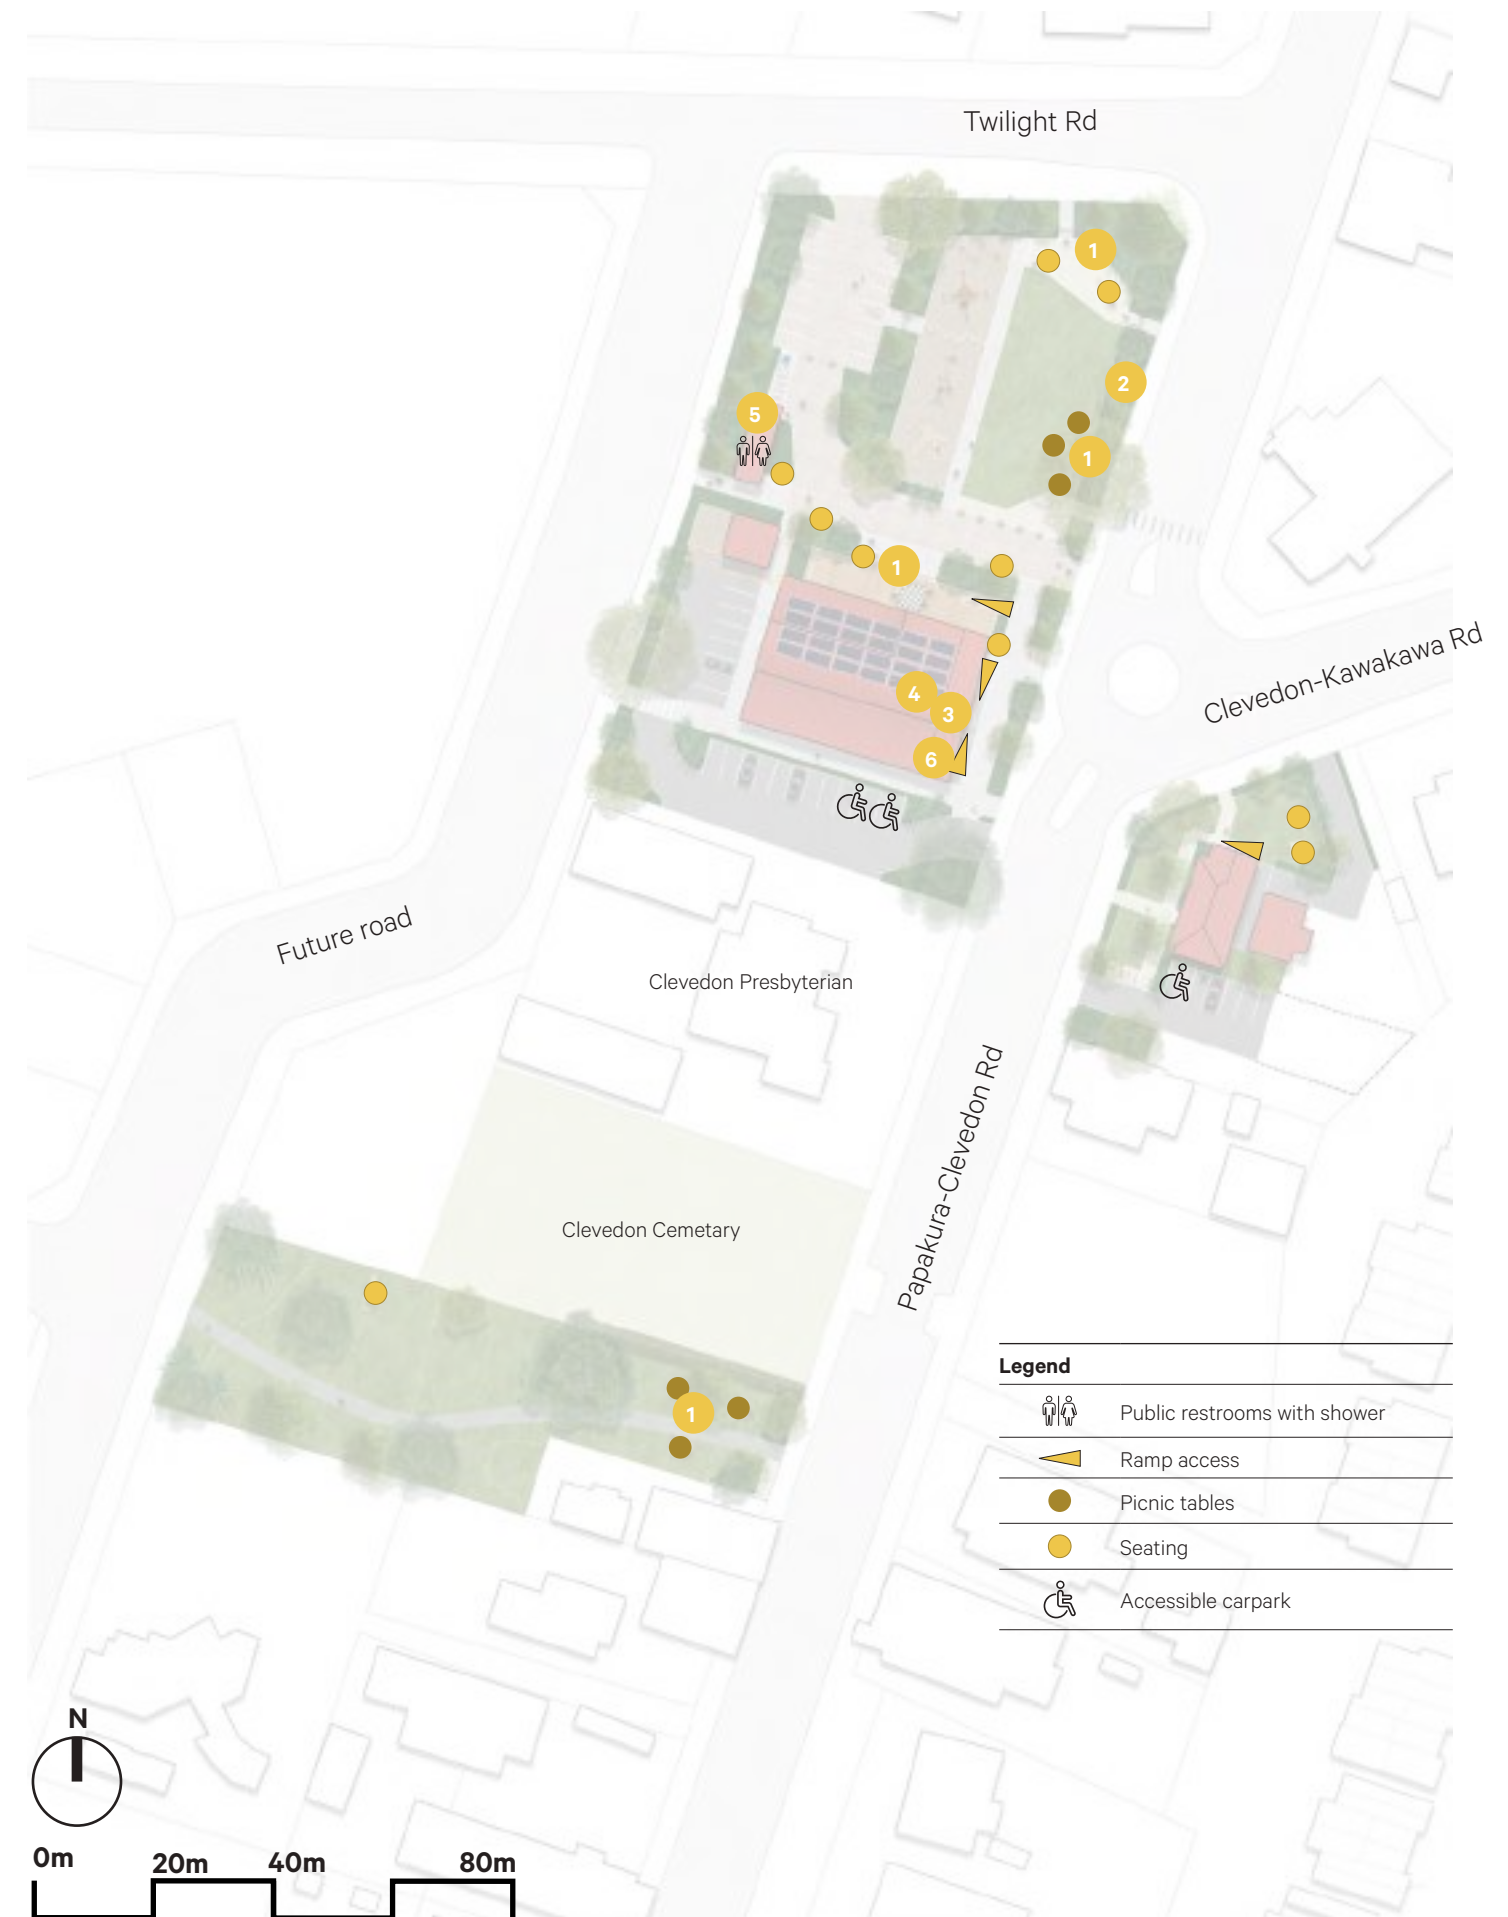 Twilight Rd
1
2
5
1
1
Clevedon-Kawakawa Rd
4
3
6
Future road
Clevedon Presbyterian
Papakura-Clevedon Rd
Clevedon Cemetary
1
Legend
Public restrooms with shower
Ramp access
Picnic tables
Seating
Accessible carpark
N
0m 20m 40m 80m